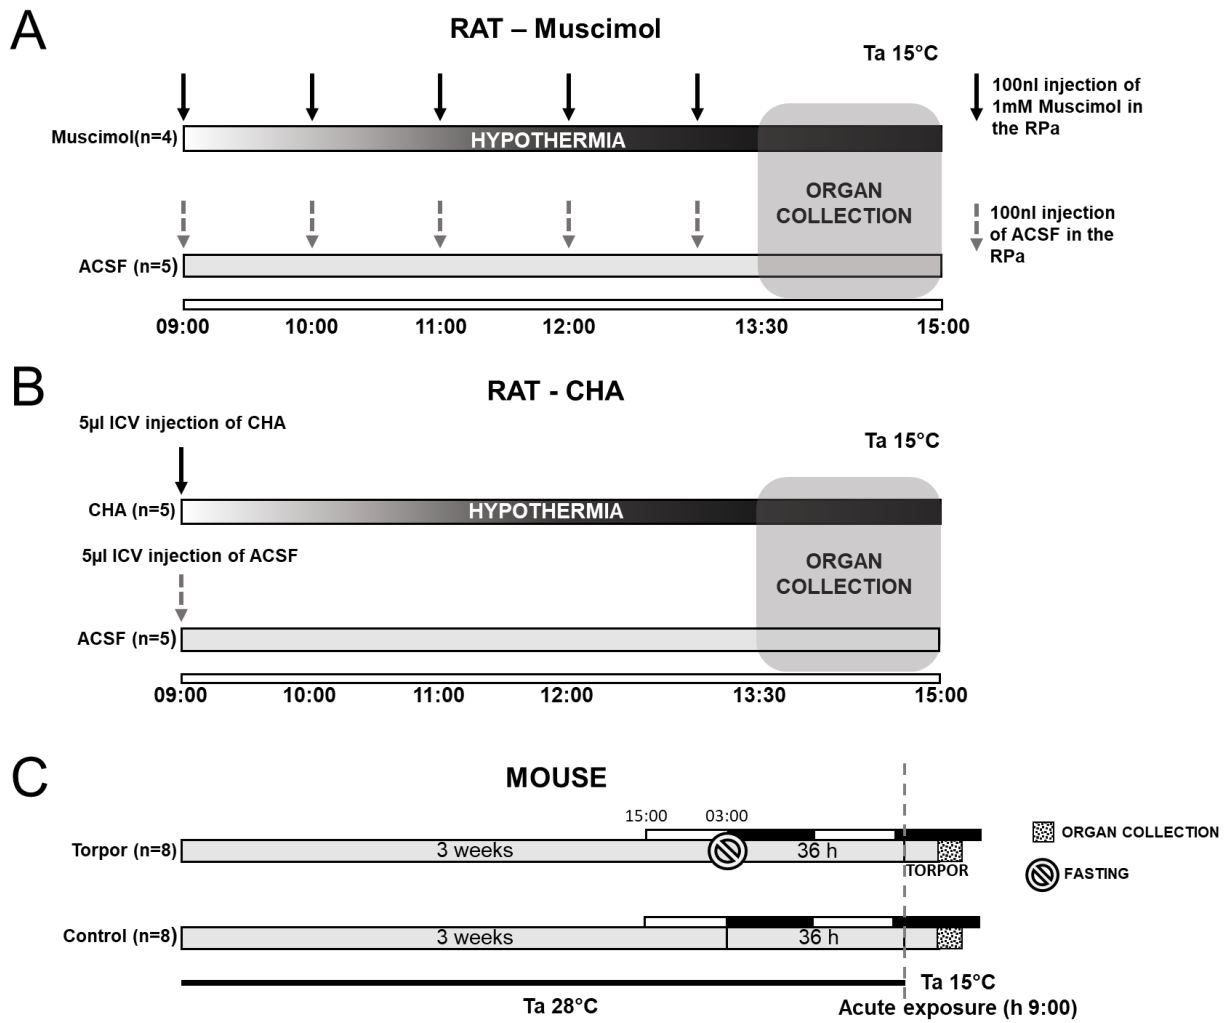 A
RAT – Muscimol
Ta 15°C
100nl injection of
1mM Muscimol in
the RPa
Muscimol(n=4)
HYPOTHERMIA
ORGAN
COLLECTION
100nl injection
of ACSF in the
RPa
ACSF (n=5)
09:00 10:00 11:00 12:00 13:30 15:00
B
RAT - CHA
5µl ICV injection of CHA
Ta 15°C
CHA (n=5)
HYPOTHERMIA
5µl ICV injection of ACSF
ORGAN
COLLECTION
ACSF (n=5)
09:00 10:00 11:00 12:00 13:30 15:00
C
MOUSE
15:00 03:00
ORGAN COLLECTION
Torpor (n=8)
3 weeks
36 h
TORPOR
FASTING
Control (n=8)
3 weeks
36 h
Ta 15°C
Ta 28°C
Acute exposure (h 9:00)